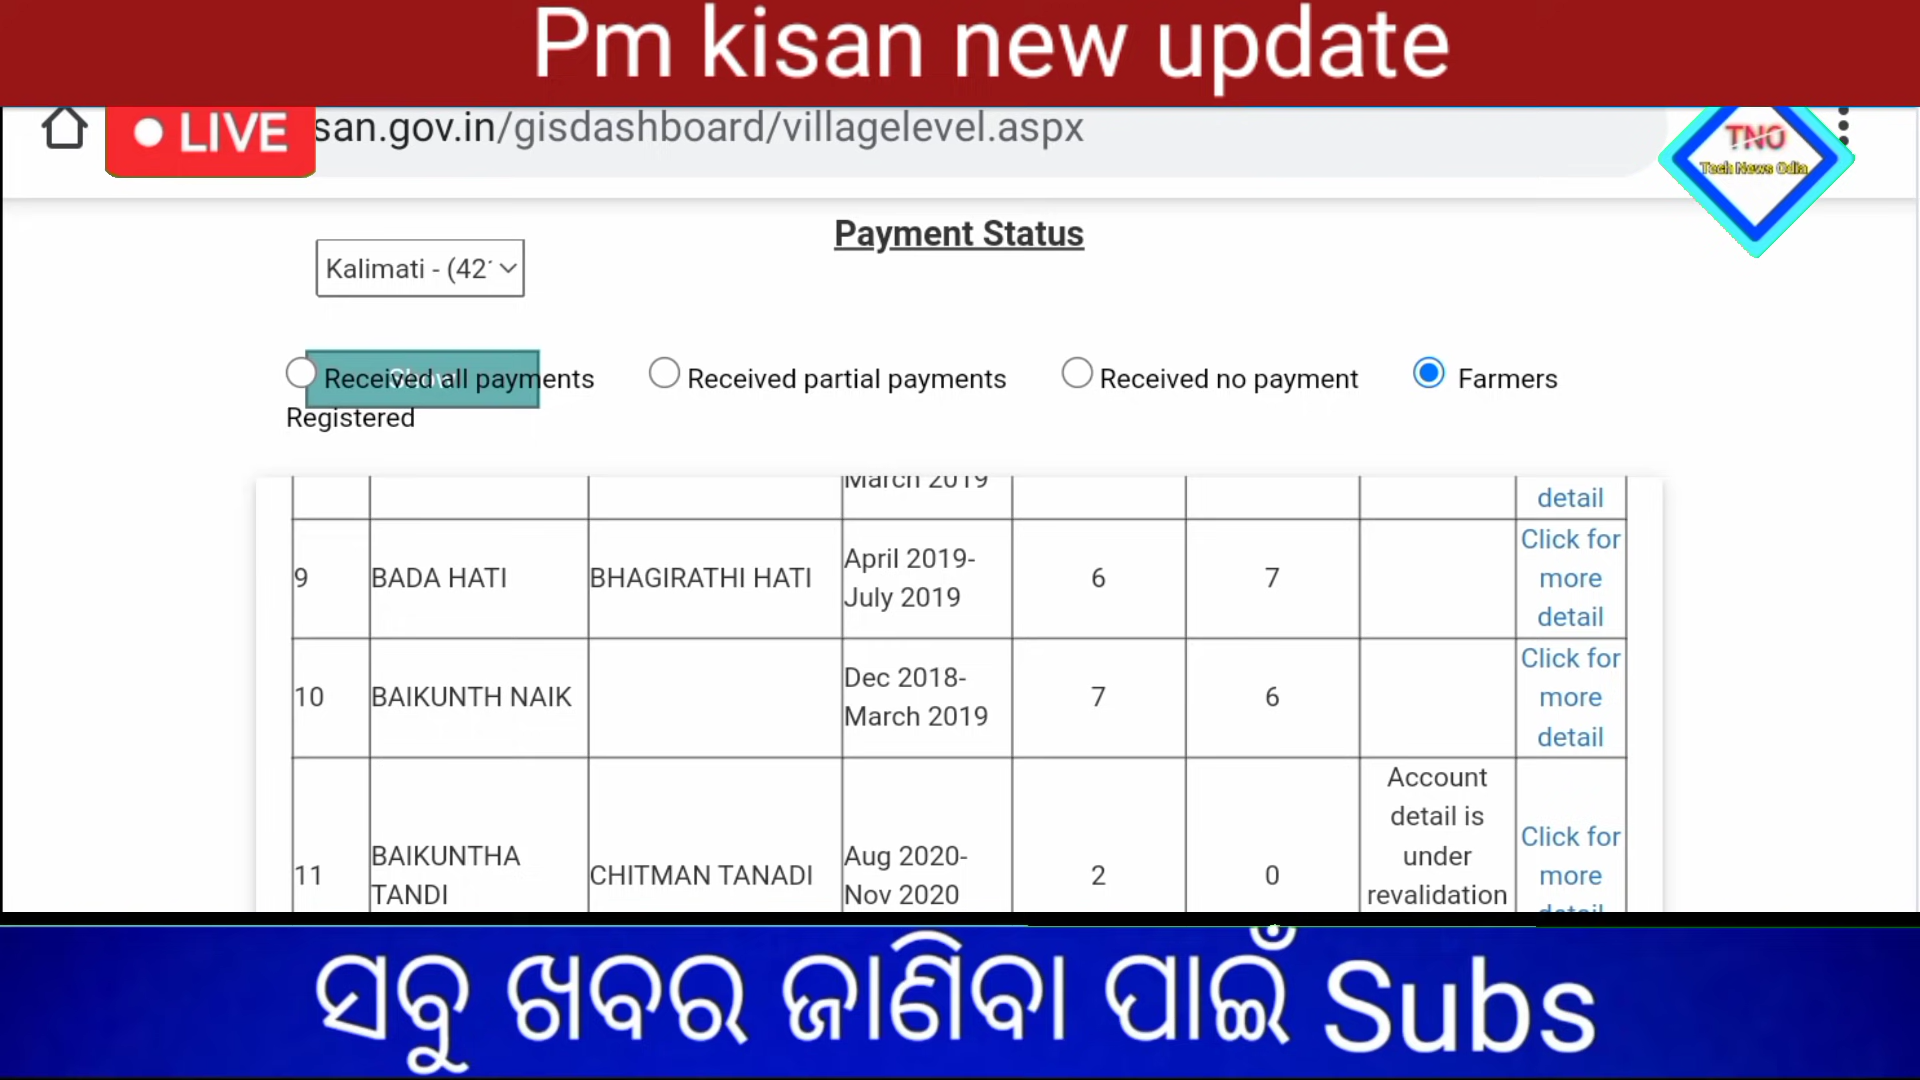 Pm kisan new update
LIVE
san.gov.in/gisdashboard/villagelevel.aspx
TNO
Tech News Odia
Payment Status
Kalimati - (42
Received all payments
Received partial payments
Received no payment
Farmers
Registered
March 2019
detail
9 BADA HATI BHAGIRATHI HATI April 2019- 6 7 Click for
July 2019 more
detail
10 BAIKUNTH NAIK Dec 2018- 7 6 Click for
March 2019 more
detail
11 BAIKUNTHA CHITMAN TANADI Aug 2020- 2 0 Account Click for
TANDI Nov 2020 detail is more
under
revalidation
ସବୁ ଖବର ଜାଣିବା ପାଇଁ Subs